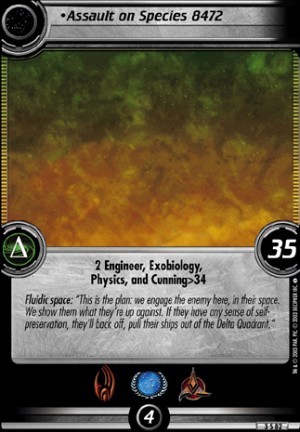 •Assault on Species 8472
Δ
35
2 Engineer, Exobiology,
Physics, and Cunning>34
Fluidic space: "This is the plan: we engage the enemy here, in their space.
We show them what they're up against. If they have any sense of self-
preservation, they'll back off, pull their ships out of the Delta Quadrant."
4